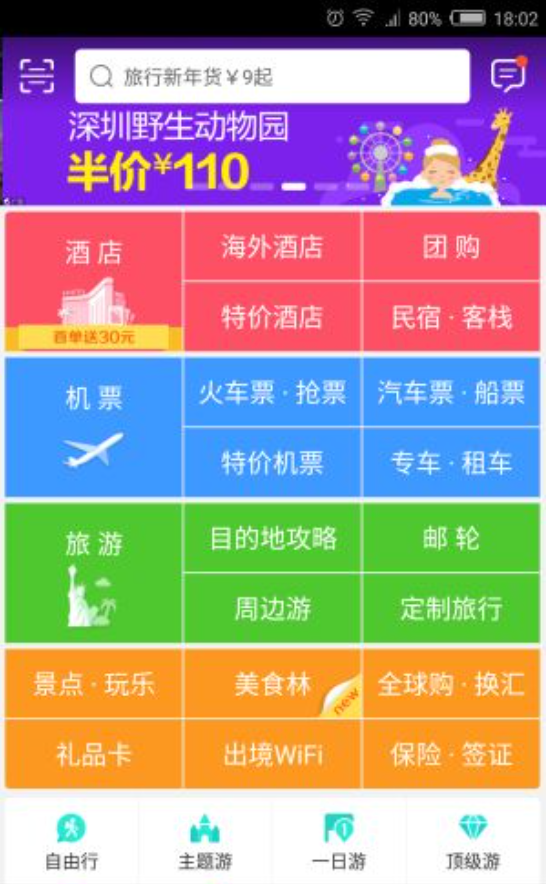 80% 18:02
旅行新年货￥9起
深圳野生动物园
半价¥110
酒店
海外酒店
团购
首单送30元
特价酒店
民宿·客栈
机票
火车票·抢票
汽车票·船票
特价机票
专车·租车
旅游
目的地攻略
邮轮
周边游
定制旅行
景点·玩乐
美食林
new
全球购·换汇
礼品卡
出境WiFi
保险·签证
自由行
主题游
一日游
顶级游